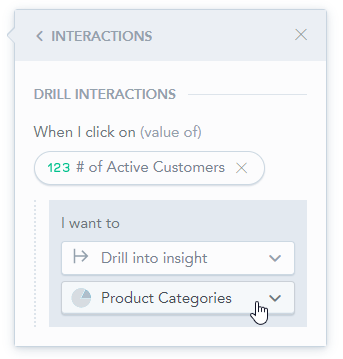 INTERACTIONS
DRILL INTERACTIONS
When I click on (value of)
123 # of Active Customers
I want to
Drill into insight
Product Categories